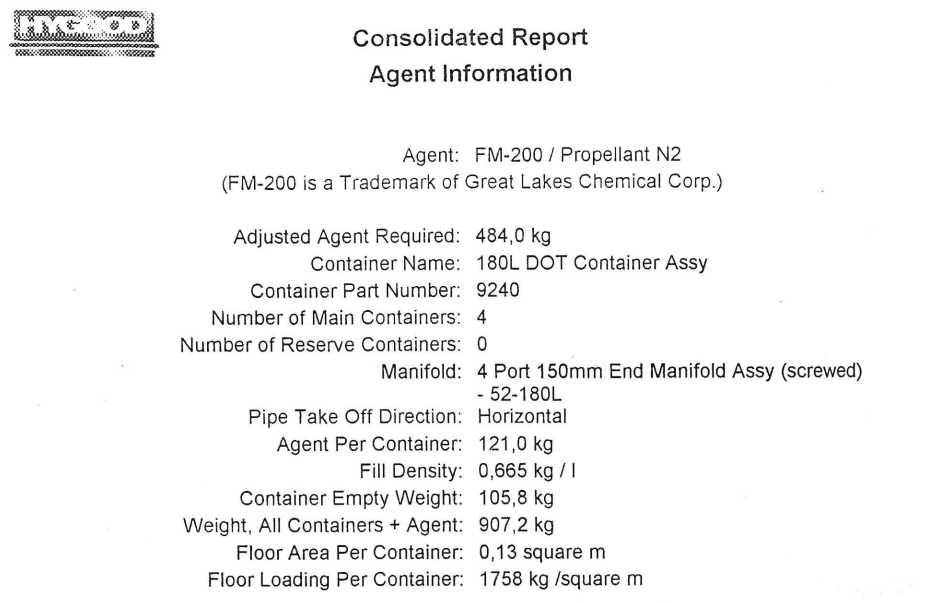 HYGOOD
Consolidated Report
Agent Information
Agent: FM-200 / Propellant N2
(FM-200 is a Trademark of Great Lakes Chemical Corp.)
Adjusted Agent Required: 484,0 kg
Container Name: 180L DOT Container Assy
Container Part Number: 9240
Number of Main Containers: 4
Number of Reserve Containers: 0
Manifold: 4 Port 150mm End Manifold Assy (screwed)
- 52-180L
Pipe Take Off Direction: Horizontal
Agent Per Container: 121,0 kg
Fill Density: 0,665 kg / l
Container Empty Weight: 105,8 kg
Weight, All Containers + Agent: 907,2 kg
Floor Area Per Container: 0,13 square m
Floor Loading Per Container: 1758 kg /square m